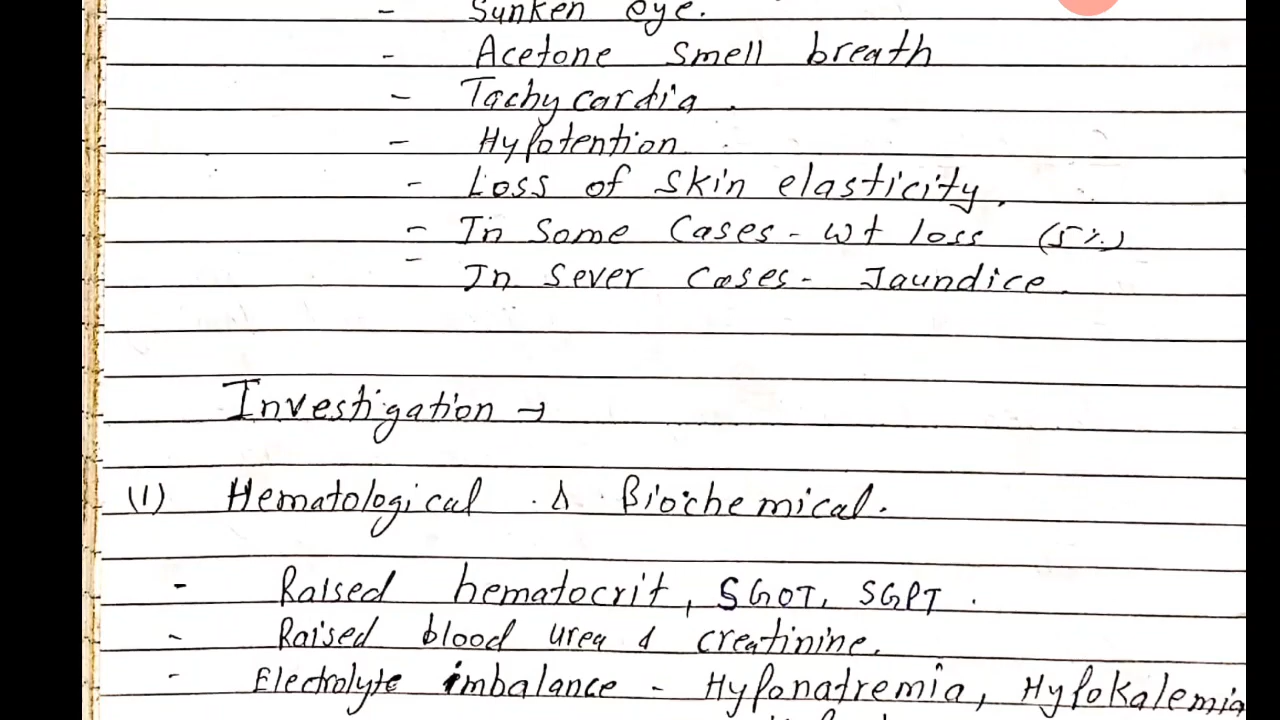 - Sunken eye.
- Acetone smell breath
- Tachycardia.
- Hypotention
- Loss of skin elasticity.
- In Some Cases - wt loss (5%)
- In Sever Cases - Jaundice.
Investigation →
(1) Hematological & Biochemical.
- Raised hematocrit, SGOT, SGPT.
- Raised blood urea & creatinine.
- Electrolyte imbalance - Hyponatremia, Hypokalemia